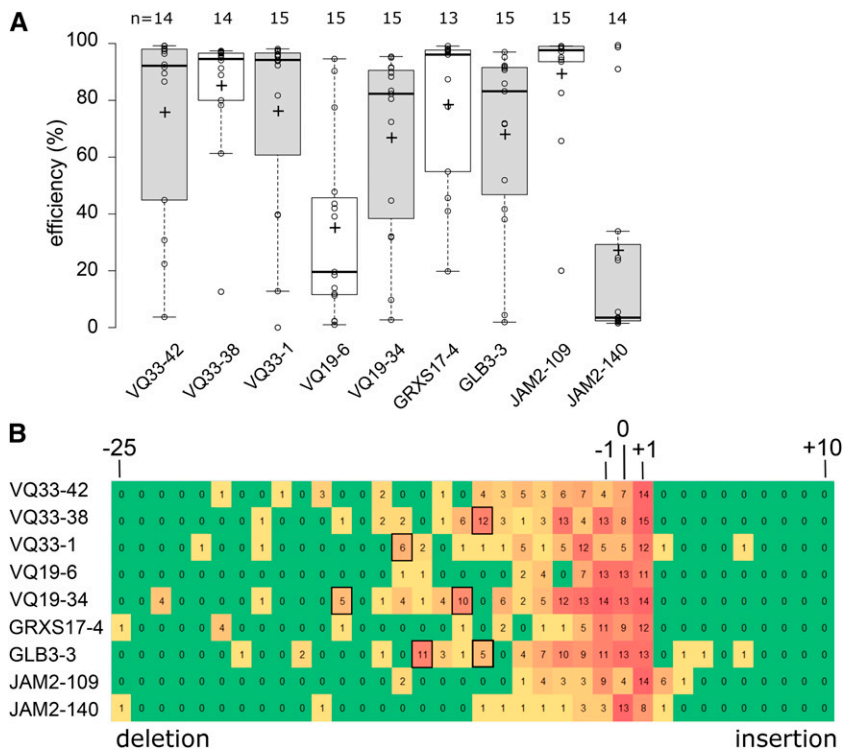 A
n=14 14 15 15 15 13 15 15 14
efficiency (%)
100
80
60
40
20
0
VQ33-42 VQ33-38 VQ33-1 VQ19-6 VQ19-34 GRXS17-4 GLB3-3 JAM2-109 JAM2-140
B
-25 -1 0 +1 +10
VQ33-42 0 0 0 0 0 1 0 0 1 0 3 0 0 2 0 0 1 0 4 3 5 3 6 7 4 7 14 0 0 0 0 0 0 0 0 0
VQ33-38 0 0 0 0 0 0 0 1 0 0 0 1 0 2 2 0 1 6 12 3 1 3 13 4 13 8 15 0 0 0 0 0 0 0 0 0
VQ33-1 0 0 0 0 1 0 0 1 0 0 0 0 0 0 6 2 0 1 1 1 5 1 5 12 5 5 12 1 0 0 0 1 0 0 0 0
VQ19-6 0 0 0 0 0 0 0 0 0 0 0 0 0 0 1 1 0 0 0 0 2 4 0 7 13 13 11 0 0 0 0 0 0 0 0 0
VQ19-34 0 0 4 0 0 0 0 1 0 0 0 5 0 1 4 1 4 10 0 6 2 5 12 13 14 13 14 0 0 0 0 0 0 0 0 0
GRXS17-4 1 0 0 0 0 4 0 0 0 0 0 1 0 0 0 0 0 1 0 2 0 1 1 5 11 9 12 0 0 0 0 0 0 0 0 0
GLB3-3 0 0 0 0 0 0 1 0 0 2 0 0 0 1 0 11 3 1 5 0 4 7 10 9 11 13 13 0 1 1 0 1 0 0 0 0
JAM2-109 0 0 0 0 0 0 0 0 0 0 0 0 0 0 2 0 0 0 0 0 1 4 3 3 9 4 14 6 1 0 0 0 0 0 0 0
JAM2-140 1 0 0 0 0 0 0 0 0 0 1 0 0 0 0 0 0 0 1 1 1 1 1 3 3 13 8 1 0 0 0 0 0 0 0 0
deletion insertion